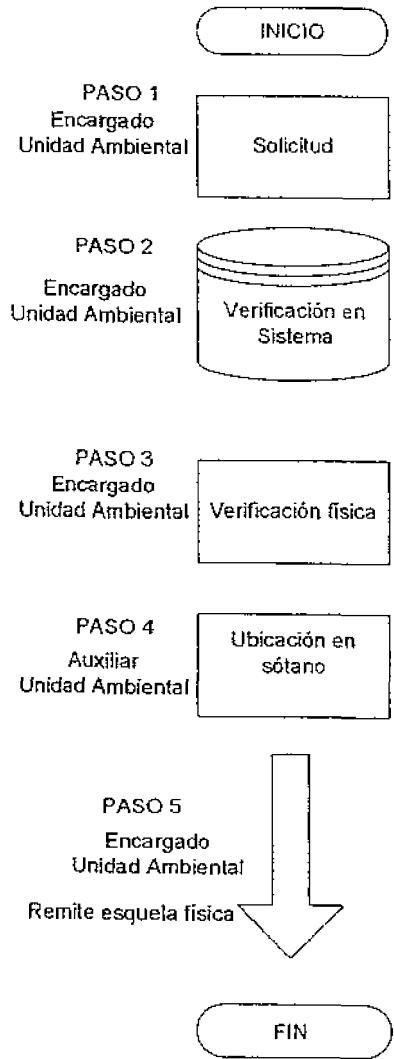 INICIO
PASO 1
Encargado
Unidad Ambiental
Solicitud
PASO 2
Encargado
Unidad Ambiental
Verificación en
Sistema
PASO 3
Encargado
Unidad Ambiental
Verificación física
PASO 4
Auxiliar
Unidad Ambiental
Ubicación en
sótano
PASO 5
Encargado
Unidad Ambiental
Remite esquela física
FIN